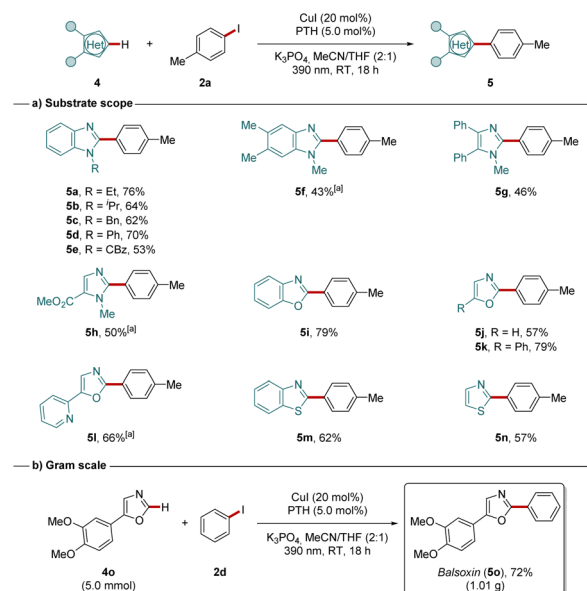 Het H + I Me
CuI (20 mol%)
PTH (5.0 mol%)
K₃PO₄, MeCN/THF (2:1)
390 nm, RT, 18 h
Het Me
4 2a 5
a) Substrate scope
N N R Me
5a, R = Et, 76%
5b, R = ⁱPr, 64%
5c, R = Bn, 62%
5d, R = Ph, 70%
5e, R = CBz, 53%
Me Me N N Me Me
5f, 43%[a]
Ph Ph N N Me Me
5g, 46%
MeO₂C N N Me Me
5h, 50%[a]
N O Me
5i, 79%
R N O Me
5j, R = H, 57%
5k, R = Ph, 79%
N N O Me
5l, 66%[a]
N S Me
5m, 62%
N S Me
5n, 57%
b) Gram scale
MeO MeO N O H
4o
(5.0 mmol)
+
I
2d
CuI (20 mol%)
PTH (5.0 mol%)
K₃PO₄, MeCN/THF (2:1)
390 nm, RT, 18 h
MeO MeO N O
Balsoxin (5o), 72%
(1.01 g)